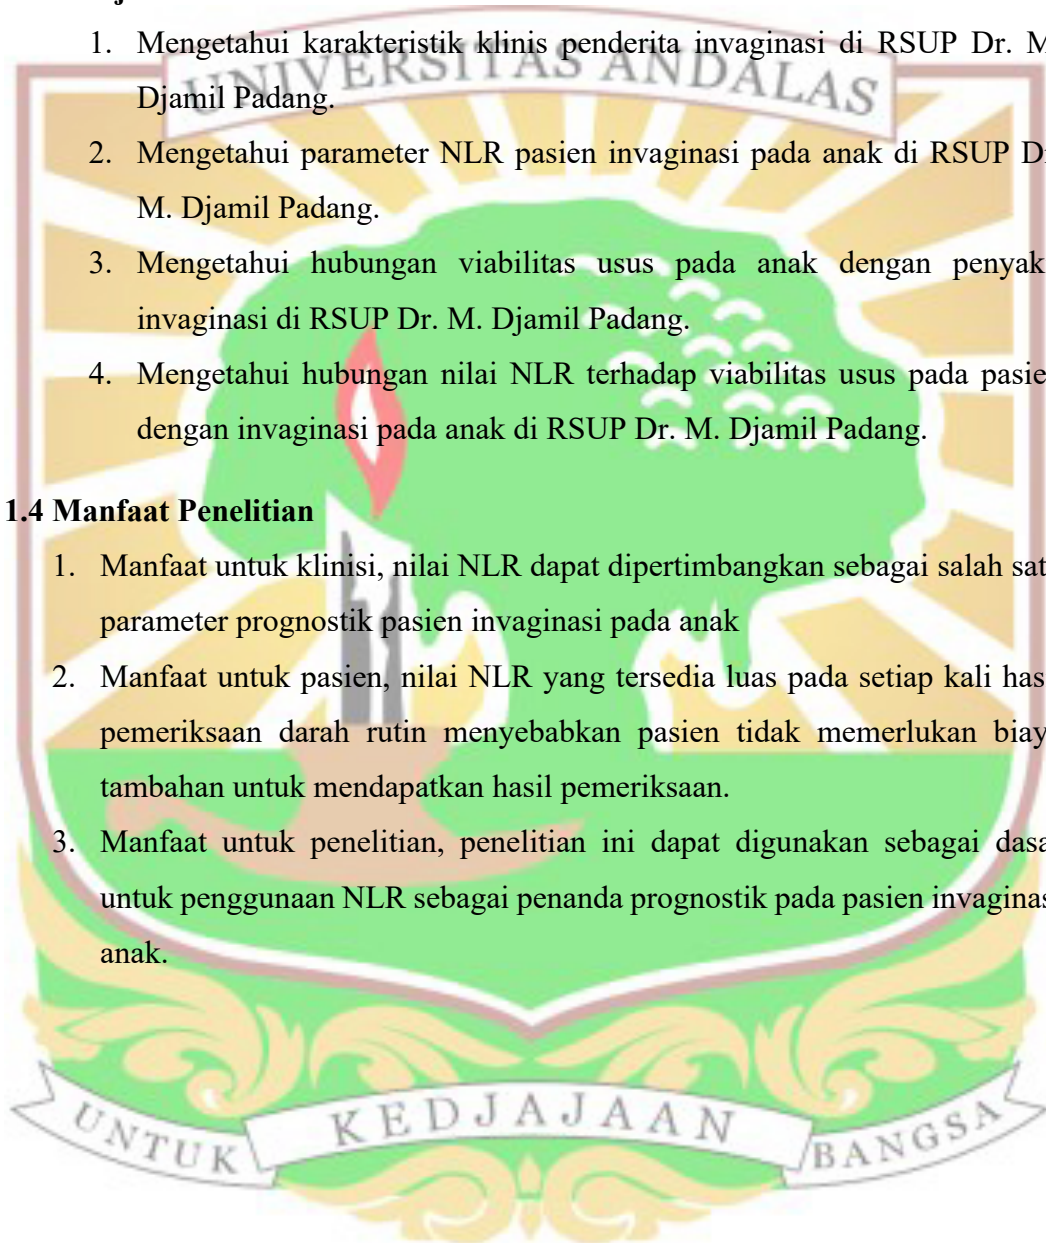 1. Mengetahui karakteristik klinis penderita invaginasi di RSUP Dr. M
UNIVERSITAS ANDALAS
Djamil Padang.
2. Mengetahui parameter NLR pasien invaginasi pada anak di RSUP D
M. Djamil Padang.
3. Mengetahui hubungan viabilitas usus pada anak dengan penyak
invaginasi di RSUP Dr. M. Djamil Padang.
4. Mengetahui hubungan nilai NLR terhadap viabilitas usus pada pasie
dengan invaginasi pada anak di RSUP Dr. M. Djamil Padang.
1.4 Manfaat Penelitian
1. Manfaat untuk klinisi, nilai NLR dapat dipertimbangkan sebagai salah sat
parameter prognostik pasien invaginasi pada anak
2. Manfaat untuk pasien, nilai NLR yang tersedia luas pada setiap kali has
pemeriksaan darah rutin menyebabkan pasien tidak memerlukan biay
tambahan untuk mendapatkan hasil pemeriksaan.
3. Manfaat untuk penelitian, penelitian ini dapat digunakan sebagai dasa
untuk penggunaan NLR sebagai penanda prognostik pada pasien invaginas
anak.
UNTUK KEDJAJAAN BANGSA